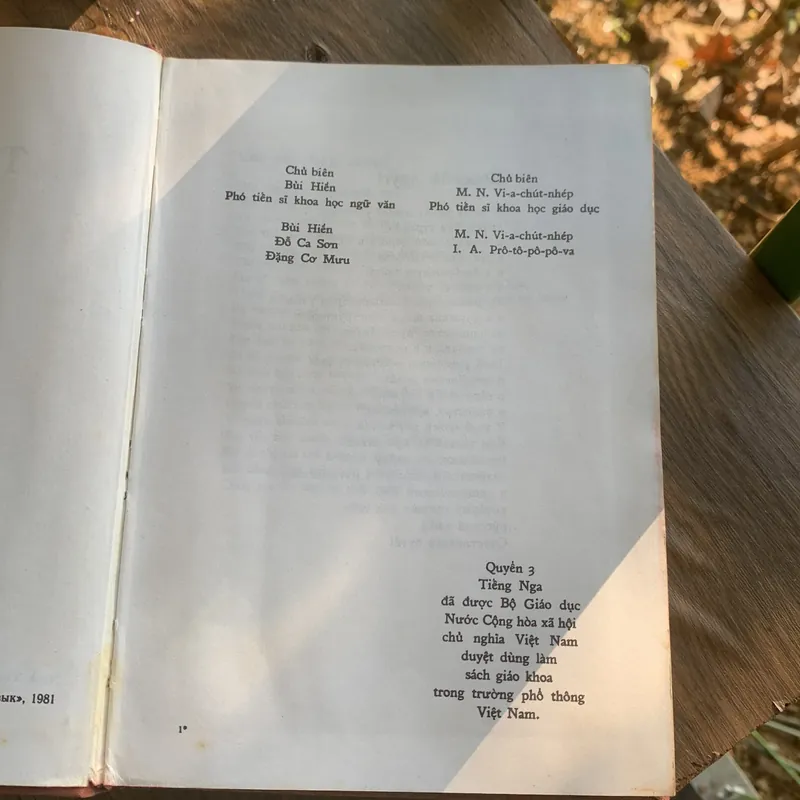 Chủ biên
Bùi Hiền
Phó tiến sĩ khoa học ngữ văn
Bùi Hiền
Đỗ Ca Sơn
Đặng Cơ Mưu
Chủ biên
M. N. Vi-a-chút-nhép
Phó tiến sĩ khoa học giáo dục
M. N. Vi-a-chút-nhép
I. A. Prô-tô-pô-pô-va
Quyển 3
Tiếng Nga
đã được Bộ Giáo dục
Nước Cộng hòa xã hội
chủ nghĩa Việt Nam
duyệt dùng làm
sách giáo khoa
trong trường phổ thông
Việt Nam.
зык», 1981
1*